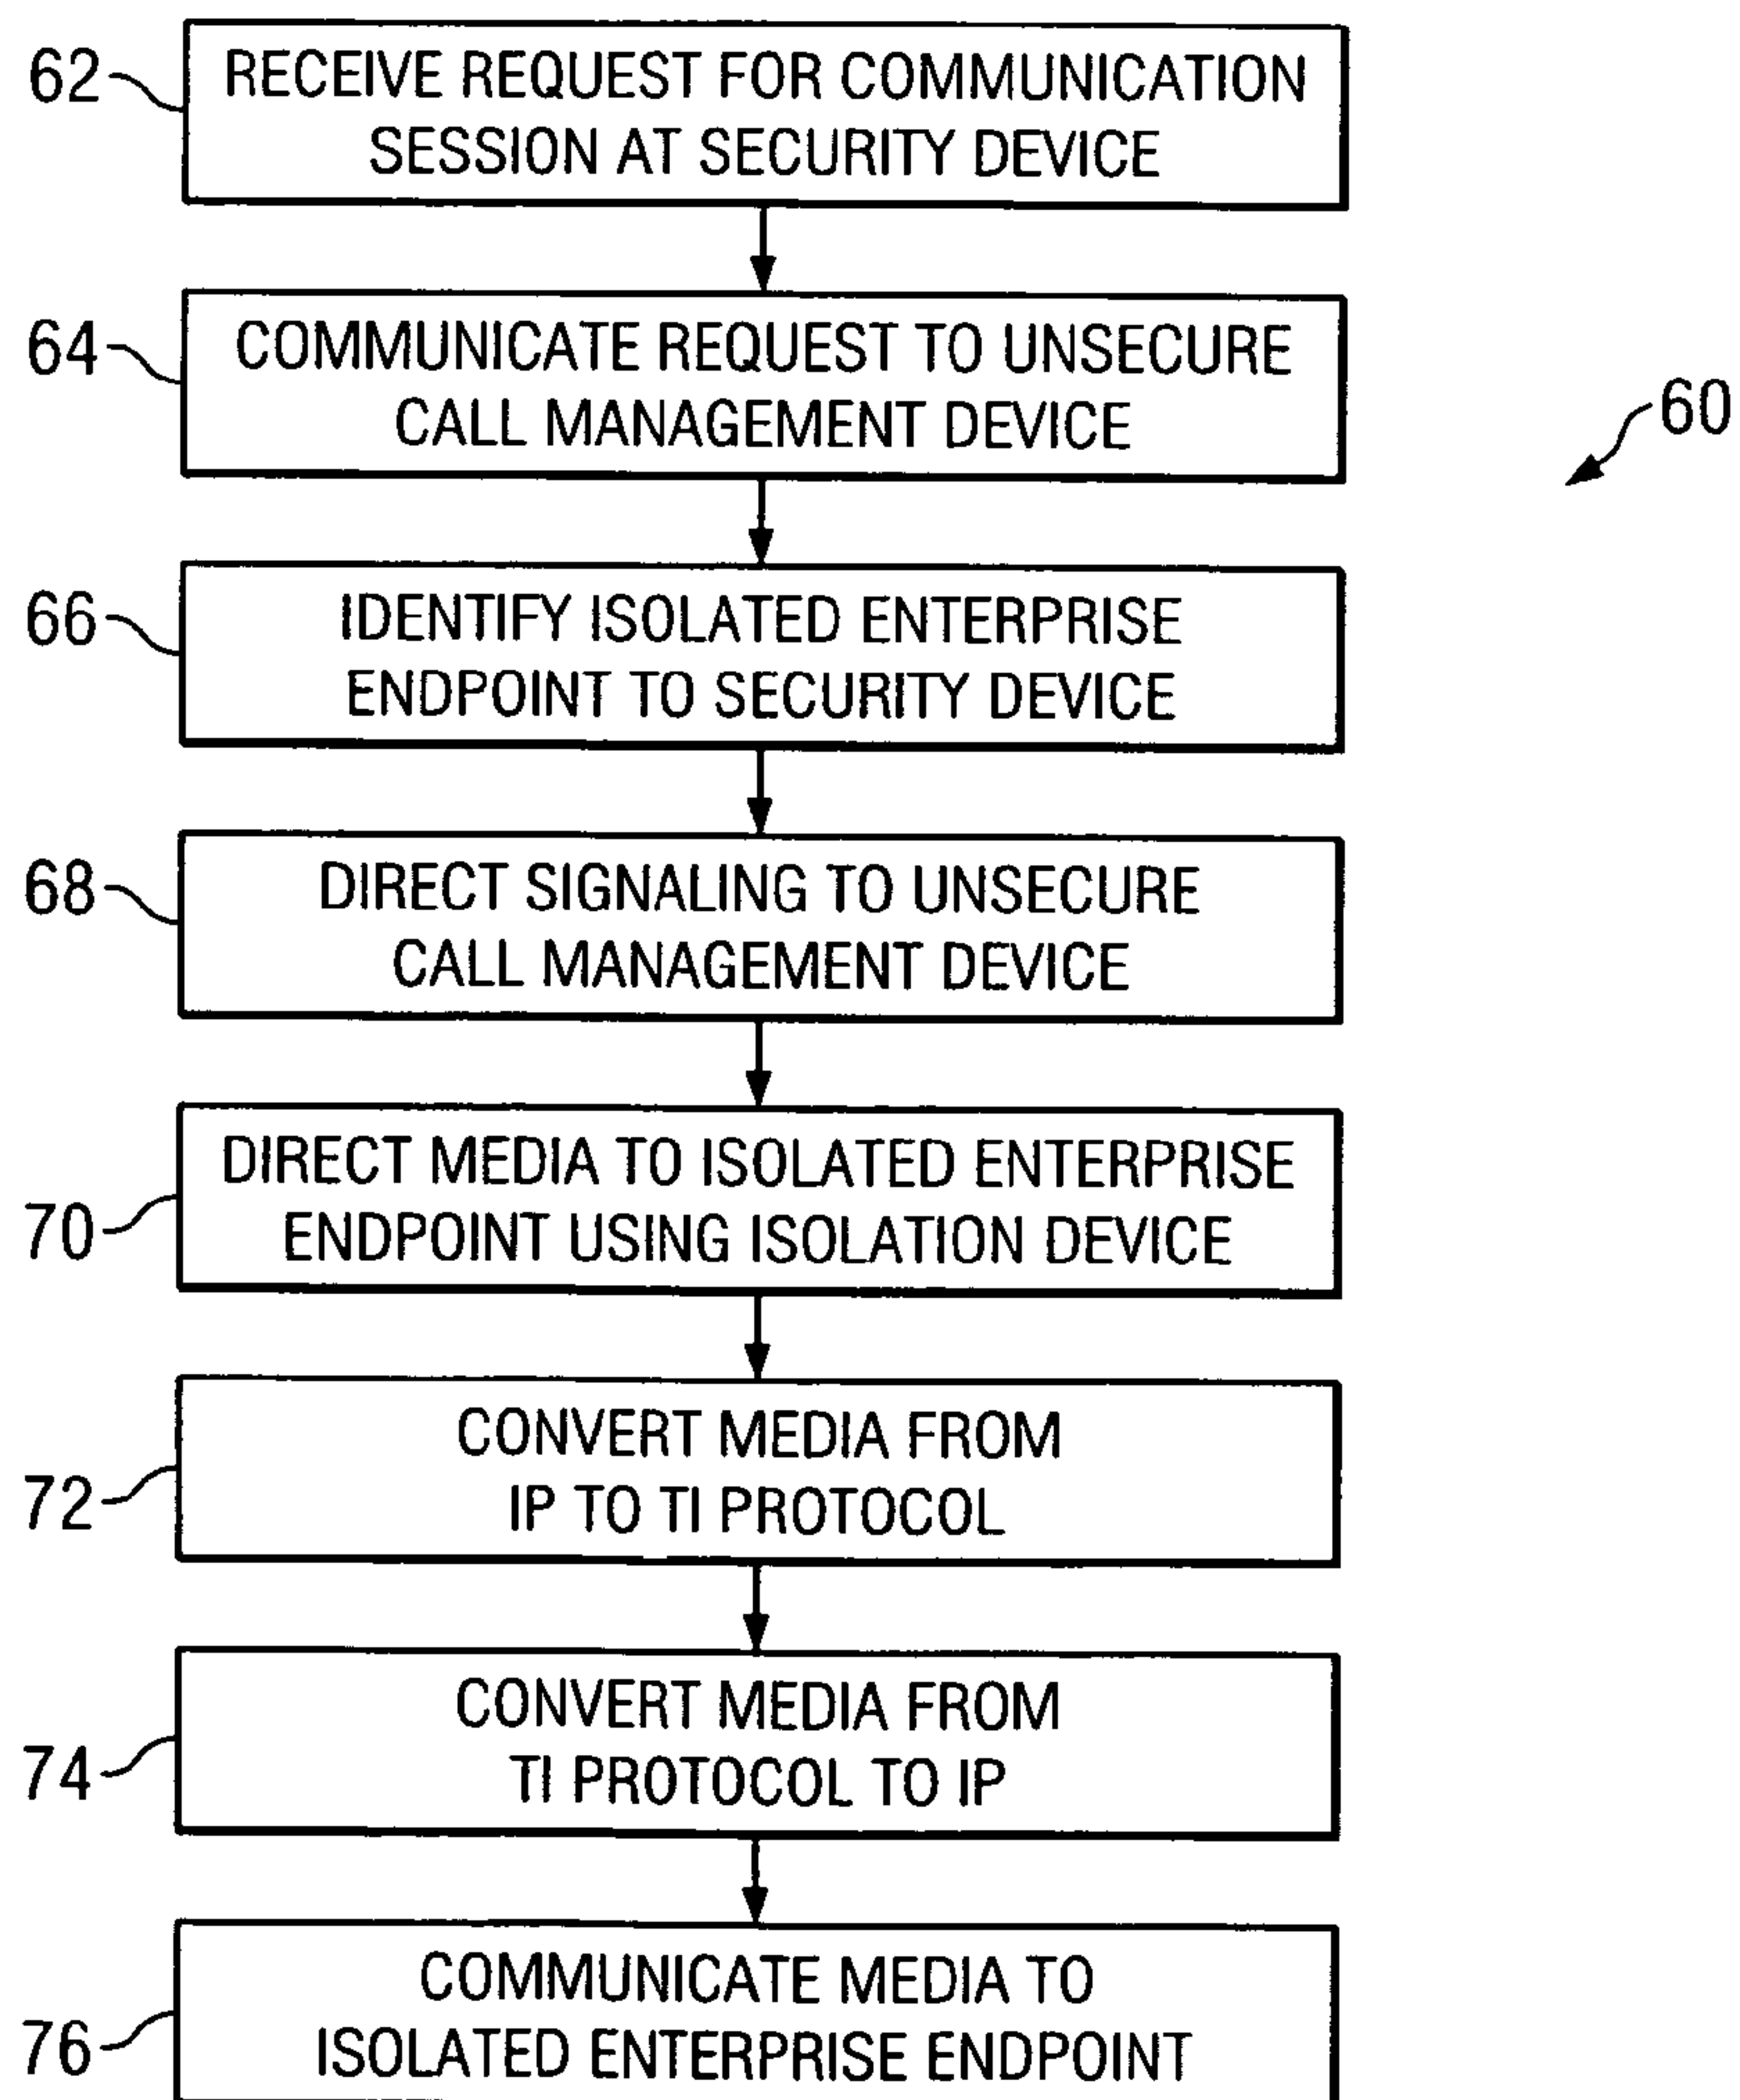 62
RECEIVE REQUEST FOR COMMUNICATION
SESSION AT SECURITY DEVICE
64
COMMUNICATE REQUEST TO UNSECURE
CALL MANAGEMENT DEVICE
60
66
IDENTIFY ISOLATED ENTERPRISE
ENDPOINT TO SECURITY DEVICE
68
DIRECT SIGNALING TO UNSECURE
CALL MANAGEMENT DEVICE
70
DIRECT MEDIA TO ISOLATED ENTERPRISE
ENDPOINT USING ISOLATION DEVICE
72
CONVERT MEDIA FROM
IP TO TI PROTOCOL
74
CONVERT MEDIA FROM
TI PROTOCOL TO IP
76
COMMUNICATE MEDIA TO
ISOLATED ENTERPRISE ENDPOINT